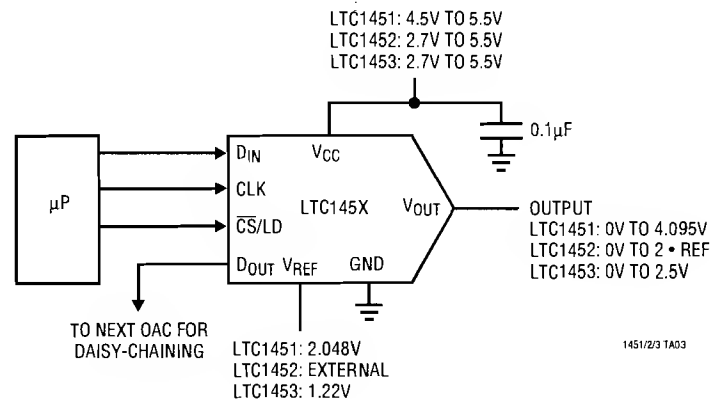 LTC1451: 4.5V TO 5.5V
LTC1452: 2.7V TO 5.5V
LTC1453: 2.7V TO 5.5V
0.1µF
µP
DIN
VCC
CLK
LTC145X
VOUT
CS/LD
DOUT
VREF
GND
OUTPUT
LTC1451: 0V TO 4.095V
LTC1452: 0V TO 2 • REF
LTC1453: 0V TO 2.5V
TO NEXT OAC FOR
DAISY-CHAINING
LTC1451: 2.048V
LTC1452: EXTERNAL
LTC1453: 1.22V
1451/2/3 TA03